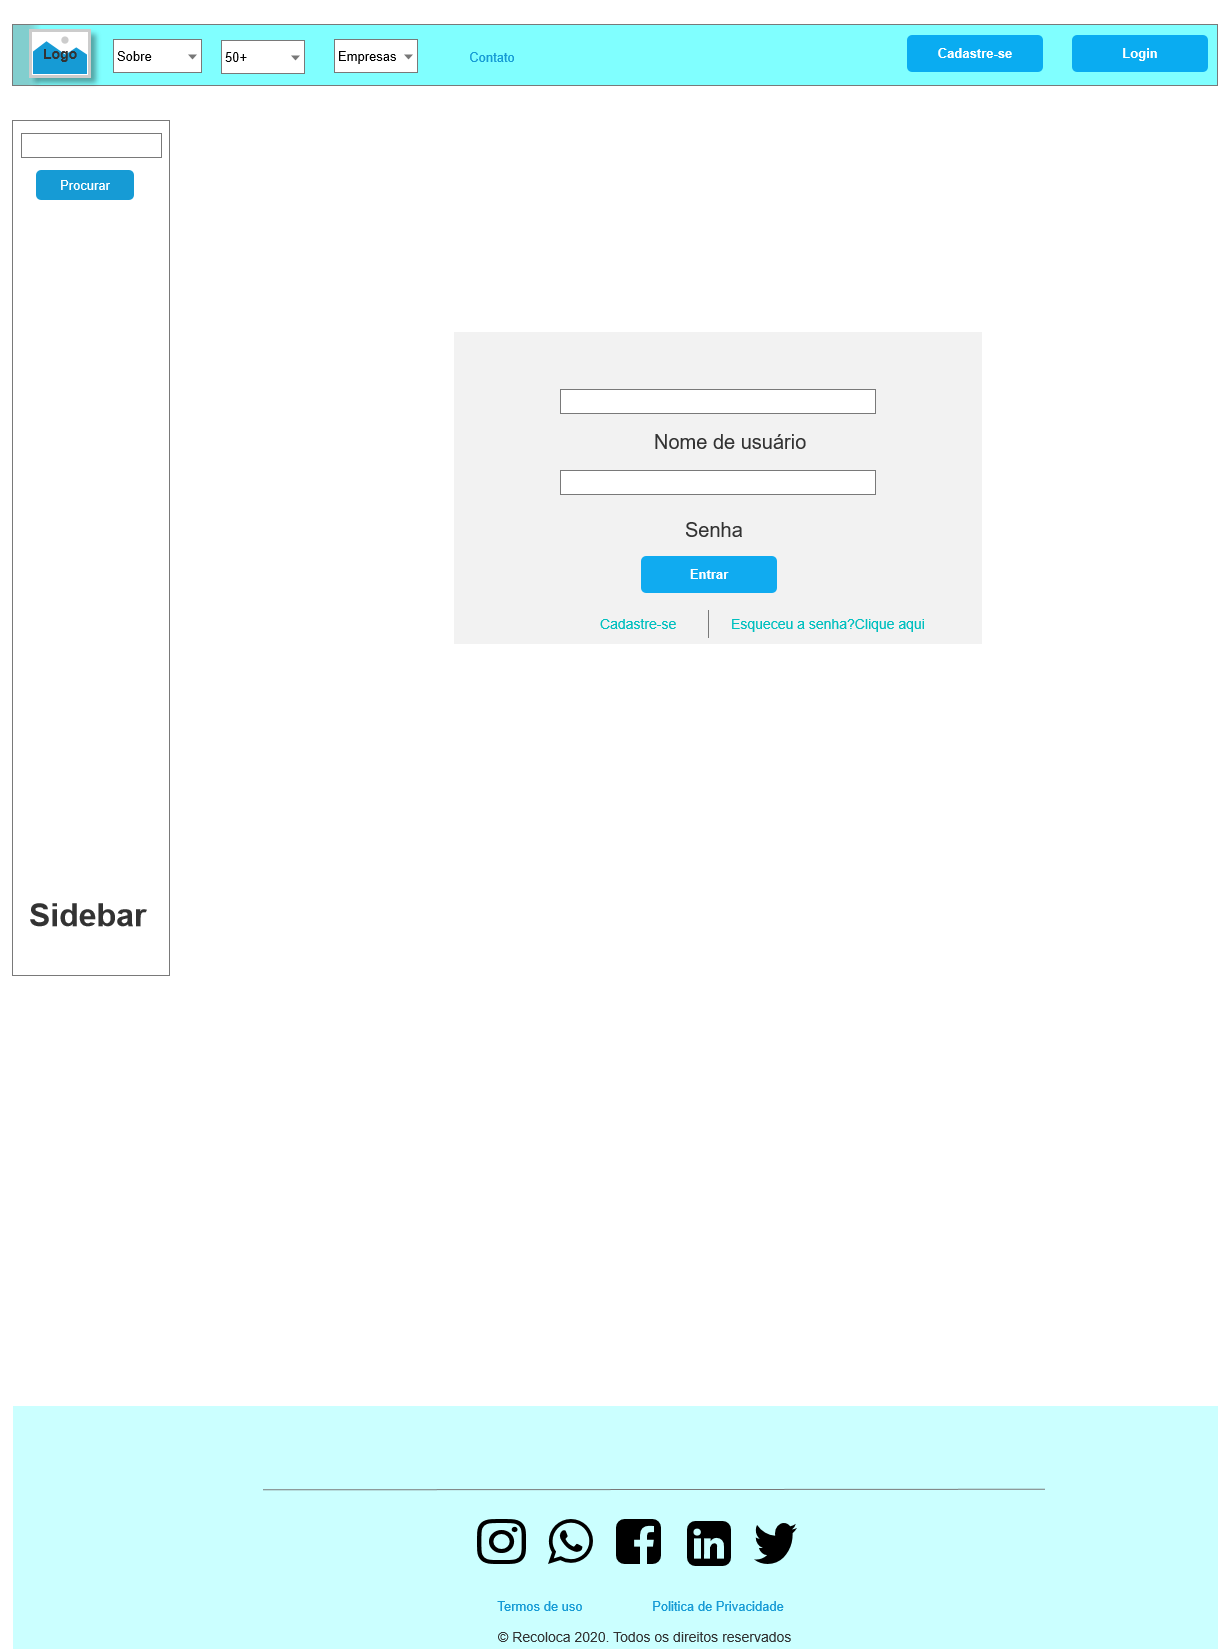 Logo
Sobre
50+
Empresas
Contato
Cadastre-se
Login
Procurar
Nome de usuário
Senha
Entrar
Cadastre-se
Esqueceu a senha?Clique aqui
Sidebar
Termos de uso
Politica de Privacidade
© Recoloca 2020. Todos os direitos reservados